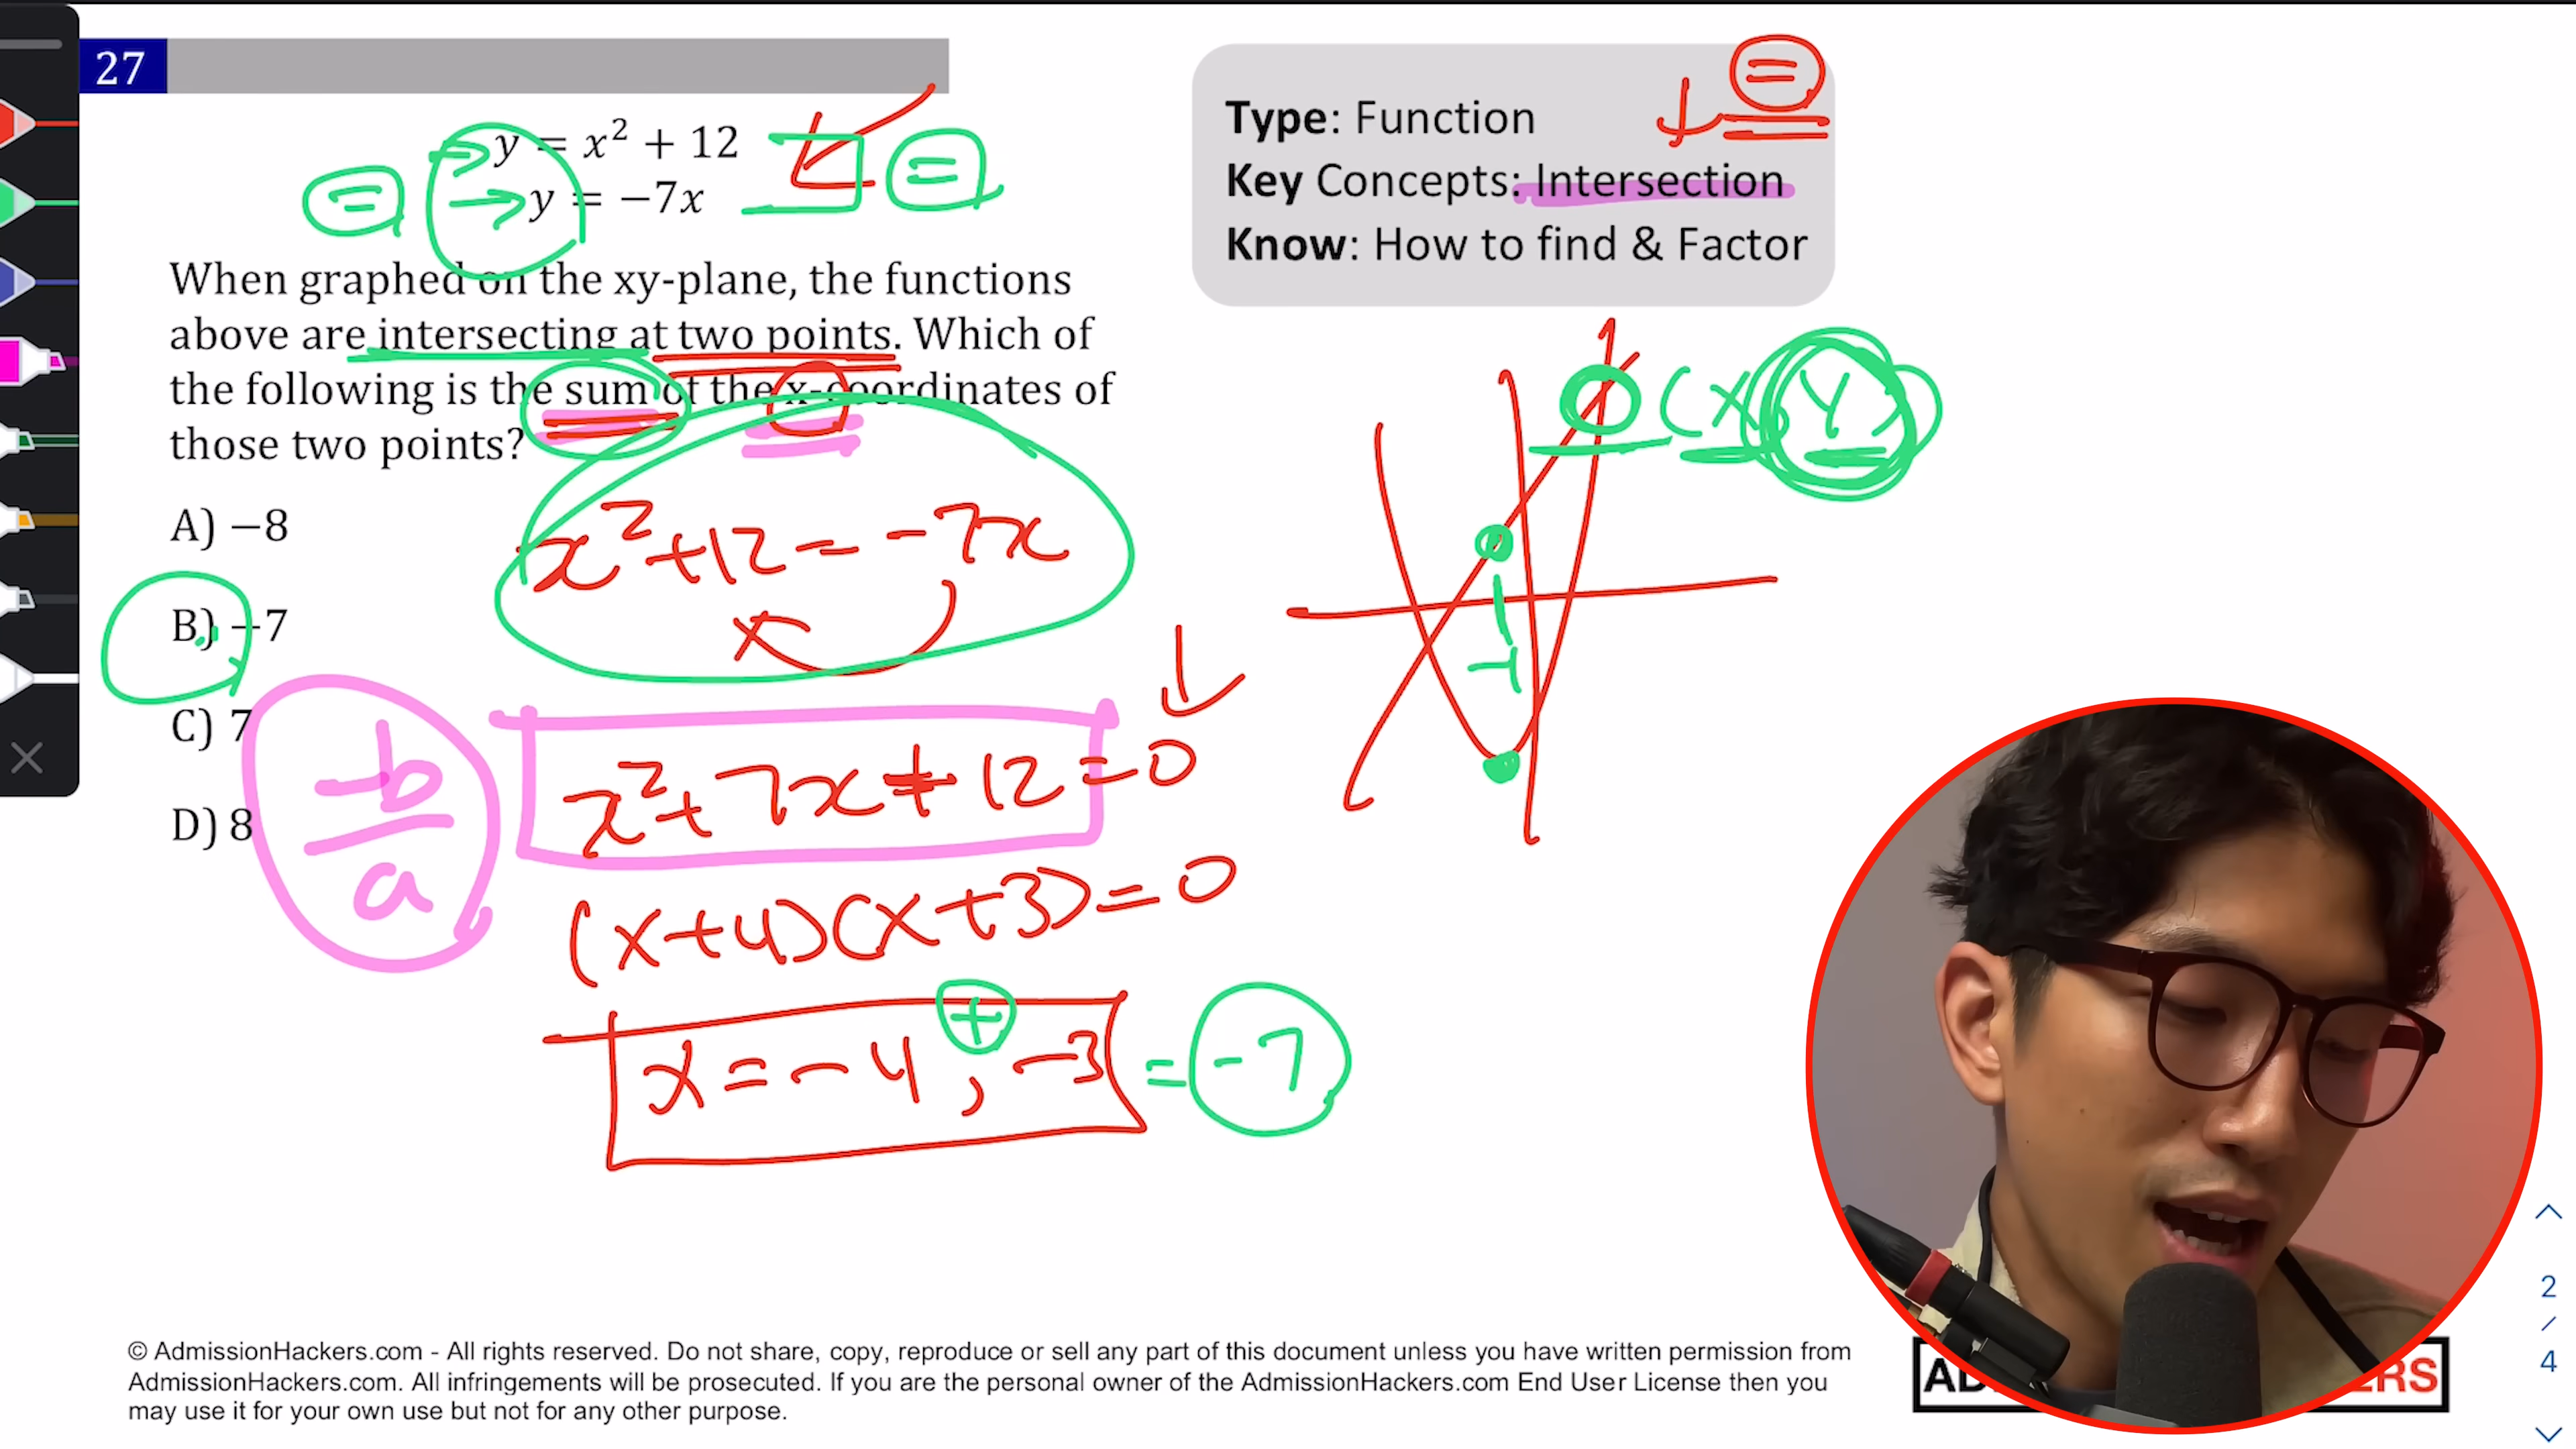 27
y = x² + 12
= y = −7x =
When graphed on the xy-plane, the functions
above are intersecting at two points. Which of
the following is the sum of the x-coordinates of
those two points?
A) −8
B) −7
C) 7
D) 8
x²+12 = -7x
x²+7x+12=0
-b
a
(x+4)(x+3)=0
x=-4, -3
+
= -7
Type: Function
Key Concepts: Intersection
Know: How to find & Factor
=
(x, y)
© AdmissionHackers.com - All rights reserved. Do not share, copy, reproduce or sell any part of this document unless you have written permission from
AdmissionHackers.com. All infringements will be prosecuted. If you are the personal owner of the AdmissionHackers.com End User License then you
may use it for your own use but not for any other purpose.
2
/
4